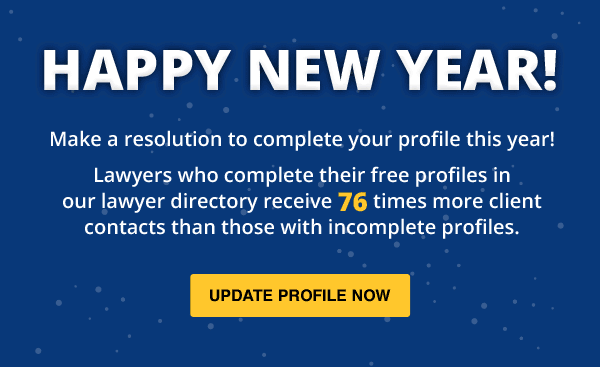 HAPPY NEW YEAR!
Make a resolution to complete your profile this year!
Lawyers who complete their free profiles in
our lawyer directory receive 76 times more client
contacts than those with incomplete profiles.
UPDATE PROFILE NOW